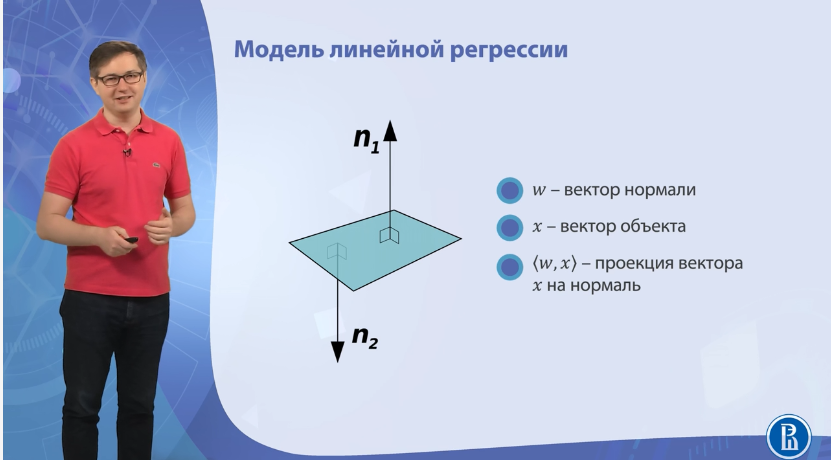 Модель линейной регрессии
n₁
w – вектор нормали
x – вектор объекта
⟨w, x⟩ – проекция вектора
x на нормаль
n₂